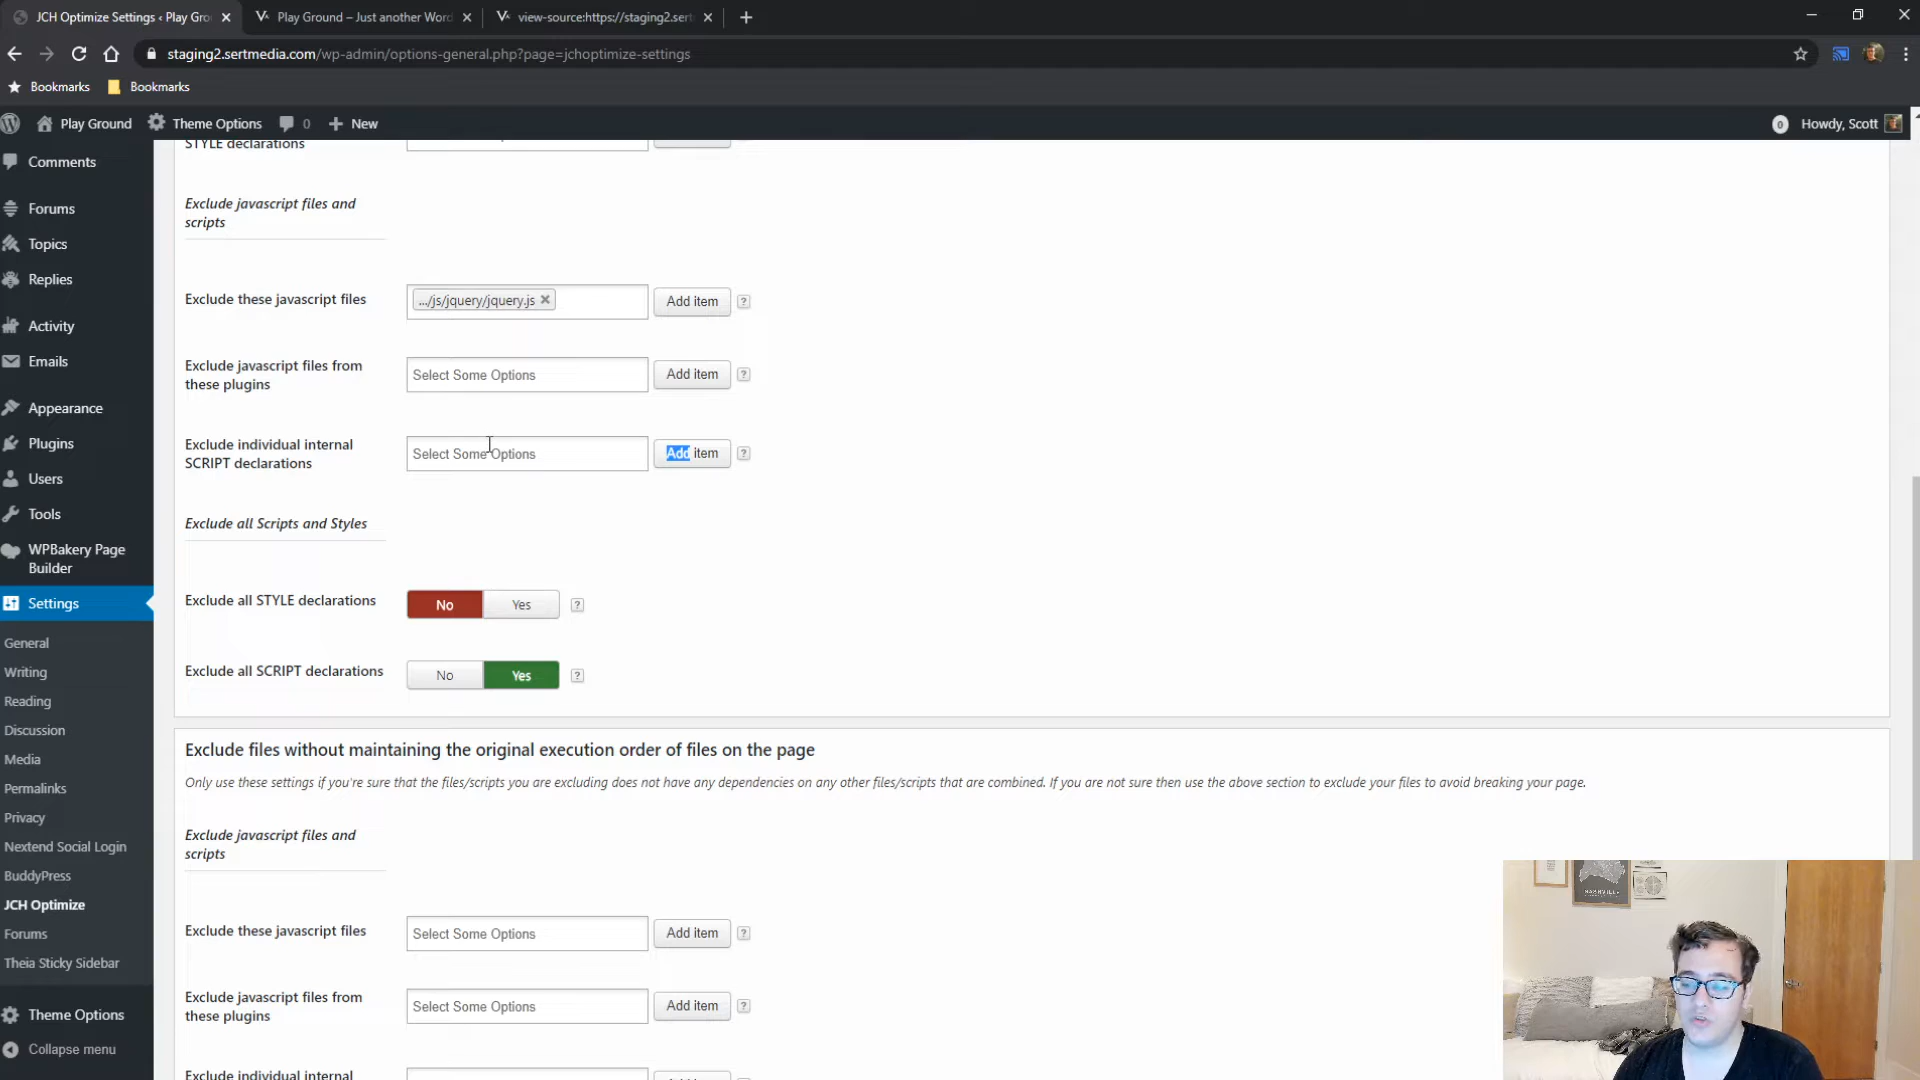 JCH Optimize Settings ‹ Play Gro
Play Ground – Just another Word
view-source:https://staging2.sert
staging2.sertmedia.com/wp-admin/options-general.php?page=jchoptimize-settings
Bookmarks
Bookmarks
Play Ground
Theme Options
0
New
0
Howdy, Scott
Comments
Forums
Topics
Replies
Activity
Emails
Appearance
Plugins
Users
Tools
WPBakery Page
Builder
Settings
General
Writing
Reading
Discussion
Media
Permalinks
Privacy
Nextend Social Login
BuddyPress
JCH Optimize
Forums
Theia Sticky Sidebar
Theme Options
Collapse menu
STYLE declarations
Exclude javascript files and
scripts
Exclude these javascript files
.../js/jquery/jquery.js
Add item
?
Exclude javascript files from
these plugins
Select Some Options
Add item
?
Exclude individual internal
SCRIPT declarations
Select Some Options
Add item
?
Exclude all Scripts and Styles
Exclude all STYLE declarations
No
Yes
?
Exclude all SCRIPT declarations
No
Yes
?
Exclude files without maintaining the original execution order of files on the page
Only use these settings if you're sure that the files/scripts you are excluding does not have any dependencies on any other files/scripts that are combined. If you are not sure then use the above section to exclude your files to avoid breaking your page.
Exclude javascript files and
scripts
Exclude these javascript files
Select Some Options
Add item
?
Exclude javascript files from
these plugins
Select Some Options
Add item
?
Exclude individual internal
NASHVILLE